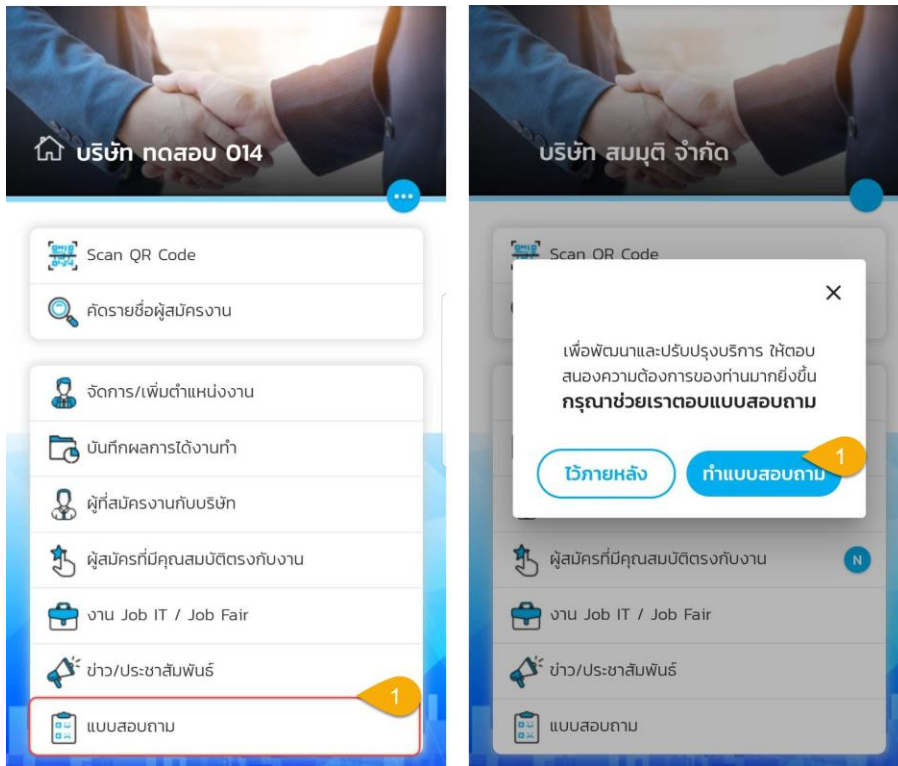 บริษัท ทดสอบ 014
Scan QR Code
คัดรายชื่อผู้สมัครงาน
จัดการ/เพิ่มตำแหน่งงาน
บันทึกผลการได้งานทำ
ผู้ที่สมัครงานกับบริษัท
ผู้สมัครที่มีคุณสมบัติตรงกับงาน
งาน Job IT / Job Fair
ข่าว/ประชาสัมพันธ์
1
แบบสอบถาม
บริษัท สมมุติ จำกัด
Scan QR Code
เพื่อพัฒนาและปรับปรุงบริการ ให้ตอบ
สนองความต้องการของท่านมากยิ่งขึ้น
กรุณาช่วยเราตอบแบบสอบถาม
1
ไว้ภายหลัง
ทำแบบสอบถาม
ผู้สมัครที่มีคุณสมบัติตรงกับงาน N
งาน Job IT / Job Fair
ข่าว/ประชาสัมพันธ์
แบบสอบถาม